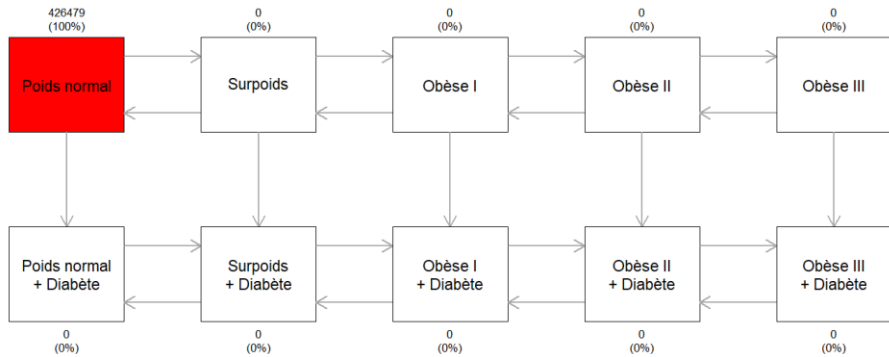 426479
(100%)
0
(0%)
0
(0%)
0
(0%)
0
(0%)
Poids normal
Surpoids
Obèse I
Obèse II
Obèse III
Poids normal
+ Diabète
Surpoids
+ Diabète
Obèse I
+ Diabète
Obèse II
+ Diabète
Obèse III
+ Diabète
0
(0%)
0
(0%)
0
(0%)
0
(0%)
0
(0%)